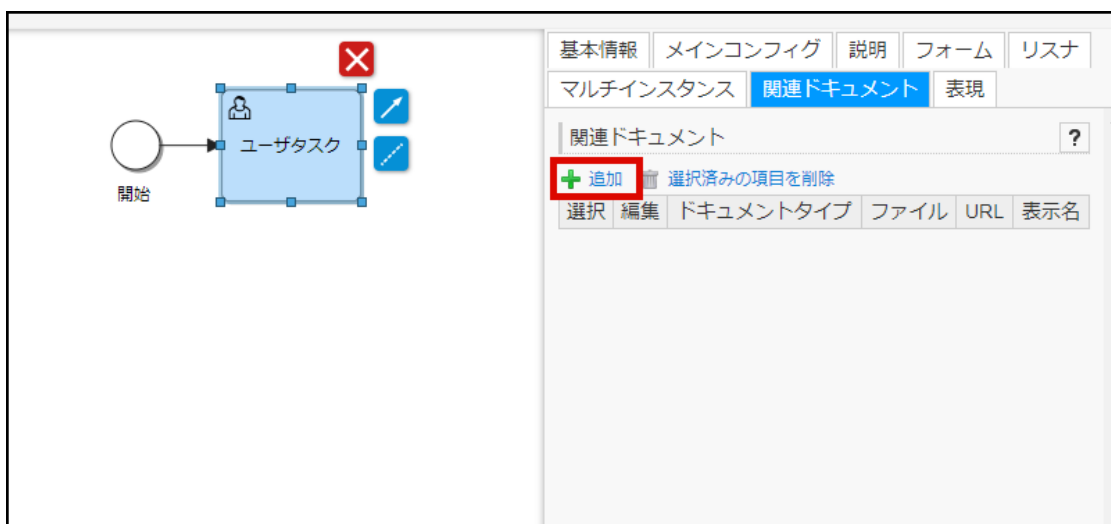 基本情報 メインコンフィグ 説明 フォーム リスナ
マルチインスタンス 関連ドキュメント 表現
関連ドキュメント ?
追加 選択済みの項目を削除
選択 編集 ドキュメントタイプ ファイル URL 表示名
ユーザタスク
開始